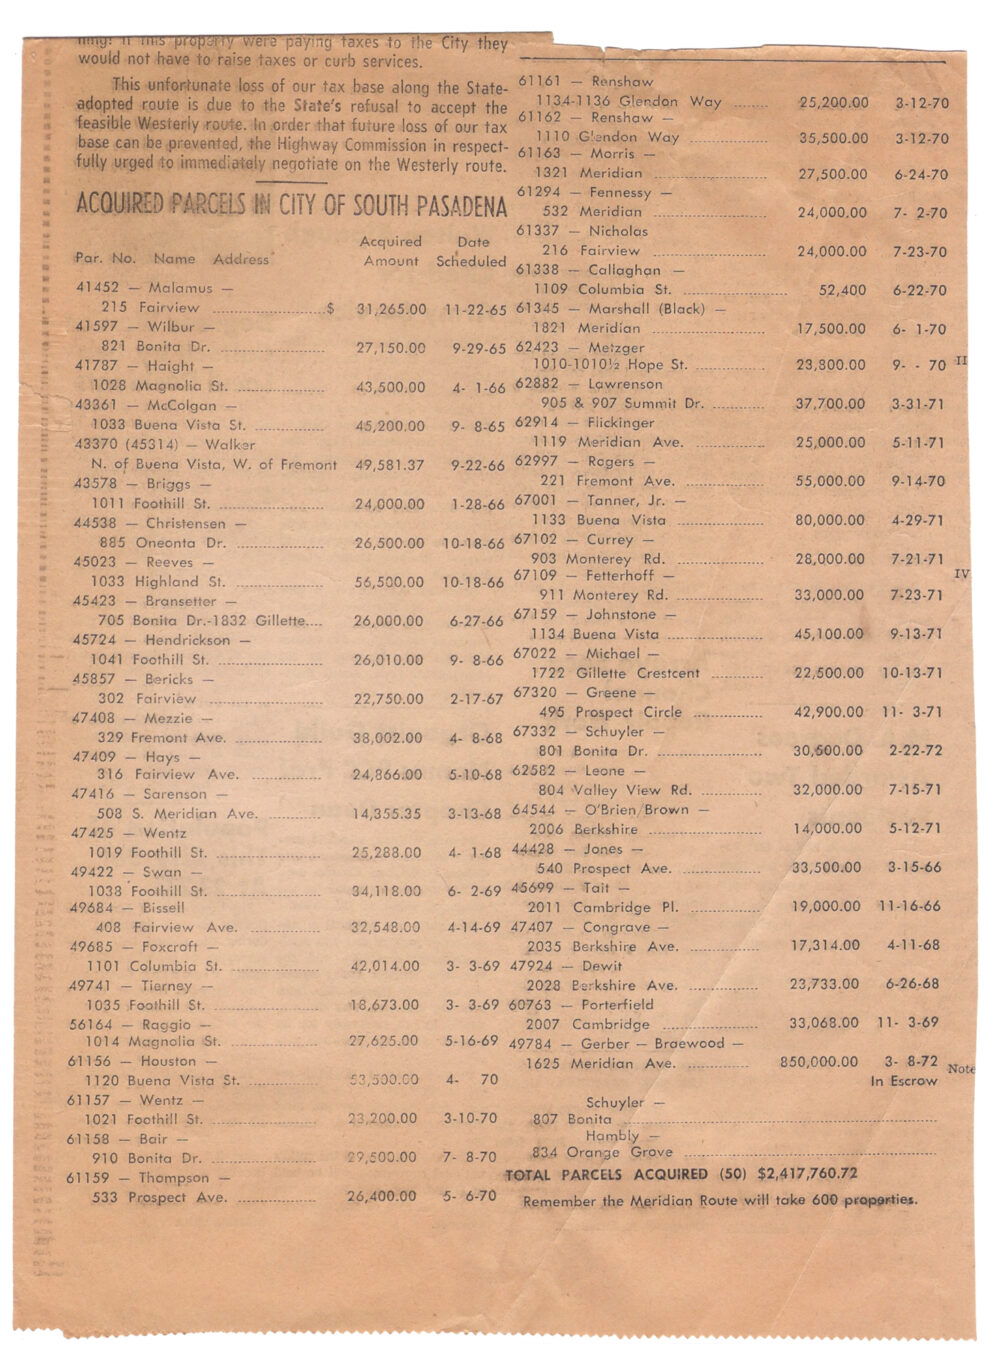 ning! If this property were paying taxes to the City they
would not have to raise taxes or curb services.
This unfortunate loss of our tax base along the State-
adopted route is due to the State's refusal to accept the
feasible Westerly route. In order that future loss of our tax
base can be prevented, the Highway Commission in respect-
fully urged to immediately negotiate on the Westerly route.
ACQUIRED PARCELS IN CITY OF SOUTH PASADENA
Acquired Date
Par. No. Name Address Amount Scheduled
41452 — Malamus —
215 Fairview ........................$ 31,265.00 11-22-65
41597 — Wilbur —
821 Bonita Dr. ........................ 27,150.00 9-29-65
41787 — Haight —
1028 Magnolia St. ........................ 43,500.00 4- 1-66
43361 — McColgan —
1033 Buena Vista St. .................. 45,200.00 9- 8-65
43370 (45314) — Walker
N. of Buena Vista, W. of Fremont 49,581.37 9-22-66
43578 — Briggs —
1011 Foothill St. ........................ 24,000.00 1-28-66
44538 — Christensen —
885 Oneonta Dr. .................... 26,500.00 10-18-66
45023 — Reeves —
1033 Highland St. .................... 56,500.00 10-18-66
45423 — Bransetter —
705 Bonita Dr.-1832 Gillette.... 26,000.00 6-27-66
45724 — Hendrickson —
1041 Foothill St. ........................ 26,010.00 9- 8-66
45857 — Bericks —
302 Fairview ........................ 22,750.00 2-17-67
47408 — Mezzie —
329 Fremont Ave. .................... 38,002.00 4- 8-68
47409 — Hays —
316 Fairview Ave. ................ 24,866.00 5-10-68
47416 — Sarenson —
508 S. Meridian Ave. .............. 14,355.35 3-13-68
47425 — Wentz
1019 Foothill St. ........................ 25,288.00 4- 1-68
49422 — Swan —
1038 Foothill St. ........................ 34,118.00 6- 2-69
49684 — Bissell
408 Fairview Ave. ................ 32,548.00 4-14-69
49685 — Foxcroft —
1101 Columbia St. .................... 42,014.00 3- 3-69
49741 — Tierney —
1035 Foothill St. ........................ 18,673.00 3- 3-69
56164 — Raggio —
1014 Magnolia St. .................... 27,625.00 5-16-69
61156 — Houston —
1120 Buena Vista St. .................. 53,500.00 4- 70
61157 — Wentz —
1021 Foothill St. ........................ 23,200.00 3-10-70
61158 — Bair —
910 Bonita Dr. ........................ 29,500.00 7- 8-70
61159 — Thompson —
533 Prospect Ave. .................... 26,400.00 5- 6-70
61161 — Renshaw
1134-1136 Glendon Way ........ 25,200.00 3-12-70
61162 — Renshaw —
1110 Glendon Way .................. 35,500.00 3-12-70
61163 — Morris —
1321 Meridian ........................ 27,500.00 6-24-70
61294 — Fennessy —
532 Meridian ........................ 24,000.00 7- 2-70
61337 — Nicholas
216 Fairview ........................ 24,000.00 7-23-70
61338 — Callaghan —
1109 Columbia St. ........................ 52,400 6-22-70
61345 — Marshall (Black) —
1821 Meridian ........................ 17,500.00 6- 1-70
62423 — Metzger
1010-1010½ Hope St. ................ 23,800.00 9- - 70 II
62882 — Lawrenson
905 & 907 Summit Dr. ............ 37,700.00 3-31-71
62914 — Flickinger
1119 Meridian Ave. ................ 25,000.00 5-11-71
62997 — Rogers —
221 Fremont Ave. .................. 55,000.00 9-14-70
67001 — Tanner, Jr. —
1133 Buena Vista .................... 80,000.00 4-29-71
67102 — Currey —
903 Monterey Rd. .................. 28,000.00 7-21-71
67109 — Fetterhoff — IV
911 Monterey Rd. .................. 33,000.00 7-23-71
67159 — Johnstone —
1134 Buena Vista .................... 45,100.00 9-13-71
67022 — Michael —
1722 Gillette Crestcent ............ 22,500.00 10-13-71
67320 — Greene —
495 Prospect Circle ................ 42,900.00 11- 3-71
67332 — Schuyler —
801 Bonita Dr. ........................ 30,600.00 2-22-72
62582 — Leone —
804 Valley View Rd. .............. 32,000.00 7-15-71
64544 — O'Brien/Brown —
2006 Berkshire ........................ 14,000.00 5-12-71
44428 — Jones —
540 Prospect Ave. .................. 33,500.00 3-15-66
45699 — Tait —
2011 Cambridge Pl. ................ 19,000.00 11-16-66
47407 — Congrave —
2035 Berkshire Ave. ................ 17,314.00 4-11-68
47924 — Dewit
2028 Berkshire Ave. ................ 23,733.00 6-26-68
60763 — Porterfield
2007 Cambridge .................... 33,068.00 11- 3-69
49784 — Gerber — Braewood —
1625 Meridian Ave. ................ 850,000.00 3- 8-72 Note
In Escrow
Schuyler —
807 Bonita ........................
Hambly —
834 Orange Grove ........................
TOTAL PARCELS ACQUIRED (50) $2,417,760.72
Remember the Meridian Route will take 600 properties.